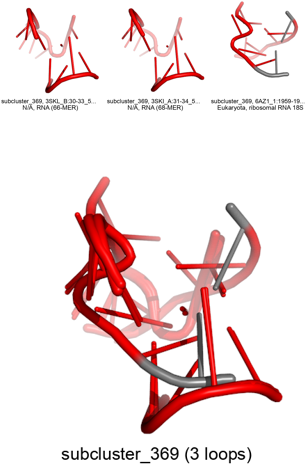 subcluster_369, 3SKL_B:30-33_5...
N/A, RNA (66-MER)
subcluster_369, 3SKI_A:31-34_5...
N/A, RNA (66-MER)
subcluster_369, 6AZ1_1:1959-19...
Eukaryota, ribosomal RNA 18S
subcluster_369 (3 loops)